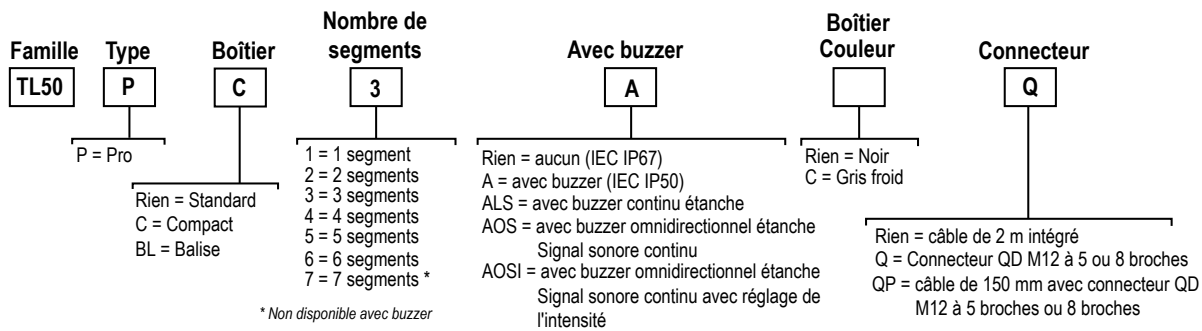 Famille
TL50
Type
P
P = Pro
Boîtier
C
Rien = Standard
C = Compact
BL = Balise
Nombre de
segments
3
1 = 1 segment
2 = 2 segments
3 = 3 segments
4 = 4 segments
5 = 5 segments
6 = 6 segments
7 = 7 segments *
* Non disponible avec buzzer
Avec buzzer
A
Rien = aucun (IEC IP67)
A = avec buzzer (IEC IP50)
ALS = avec buzzer continu étanche
AOS = avec buzzer omnidirectionnel étanche
Signal sonore continu
AOSI = avec buzzer omnidirectionnel étanche
Signal sonore continu avec réglage de
l'intensité
Boîtier
Couleur
Rien = Noir
C = Gris froid
Connecteur
Q
Rien = câble de 2 m intégré
Q = Connecteur QD M12 à 5 ou 8 broches
QP = câble de 150 mm avec connecteur QD
M12 à 5 broches ou 8 broches